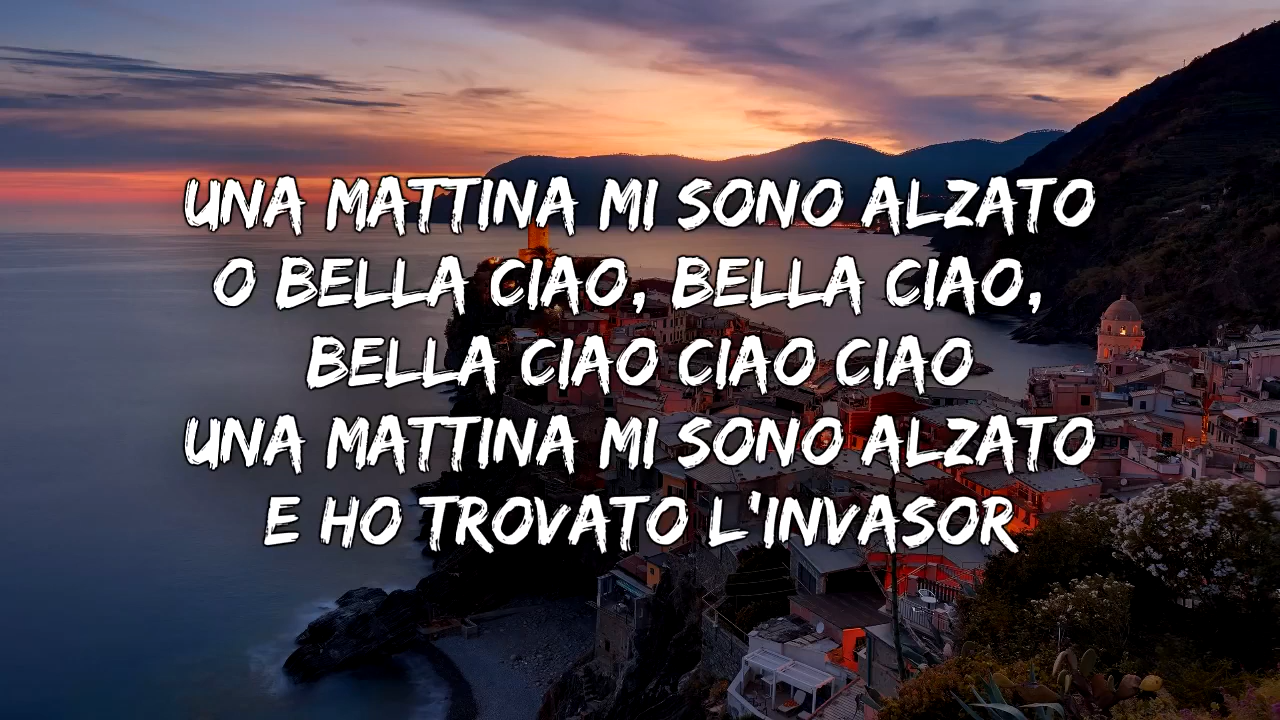 UNA MATTINA MI SONO ALZATO
O BELLA CIAO, BELLA CIAO,
BELLA CIAO CIAO CIAO
UNA MATTINA MI SONO ALZATO
E HO TROVATO L'INVASOR